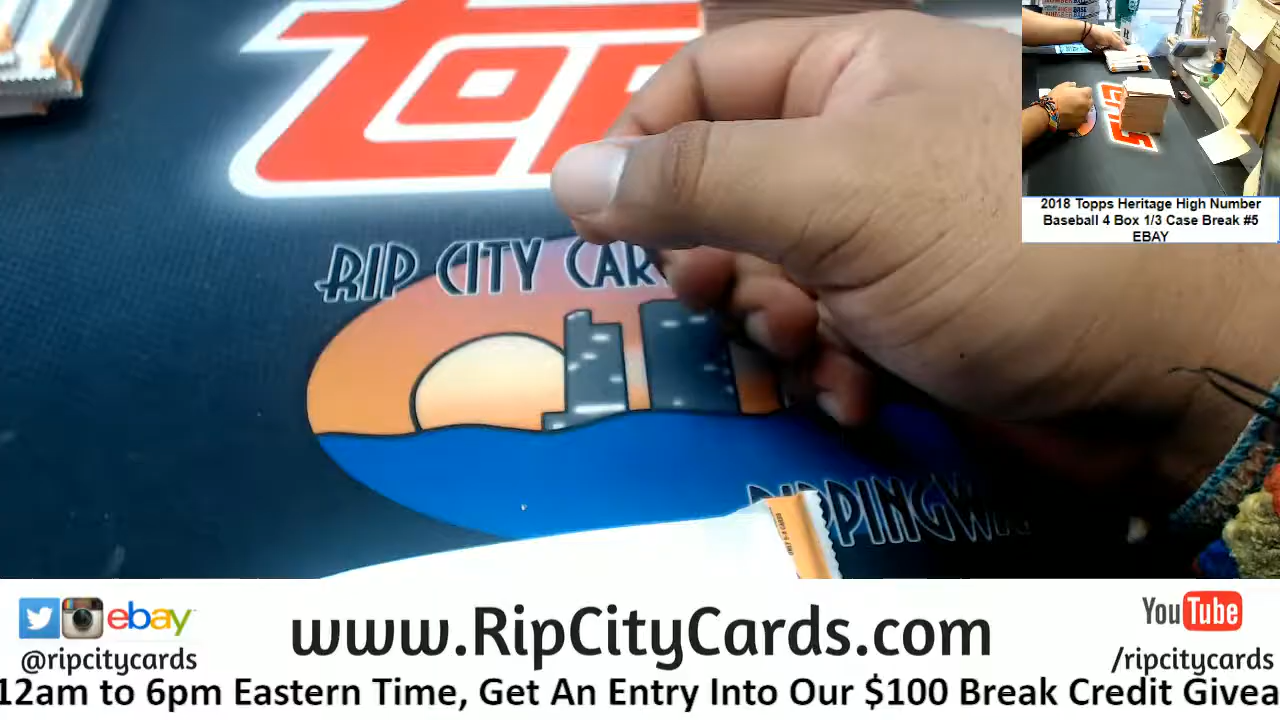 Topps
RIP CITY CAR
RIPPINGWA
2018 Topps Heritage High Number
Baseball 4 Box 1/3 Case Break #5
EBAY
ebay
@ripcitycards
www.RipCityCards.com
YouTube
/ripcitycards
12am to 6pm Eastern Time, Get An Entry Into Our $100 Break Credit Givea